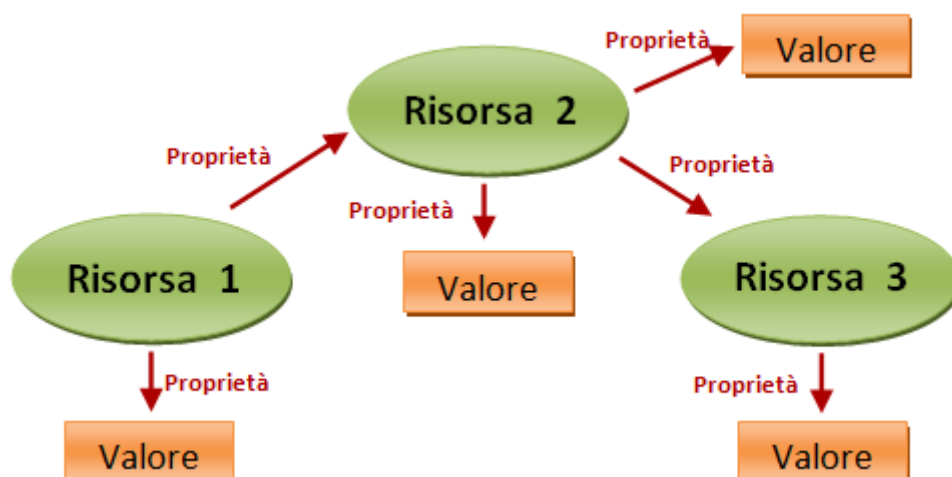 Proprietà
Valore
Risorsa 2
Proprietà
Proprietà
Proprietà
Risorsa 1
Valore
Risorsa 3
Proprietà
Proprietà
Valore
Valore